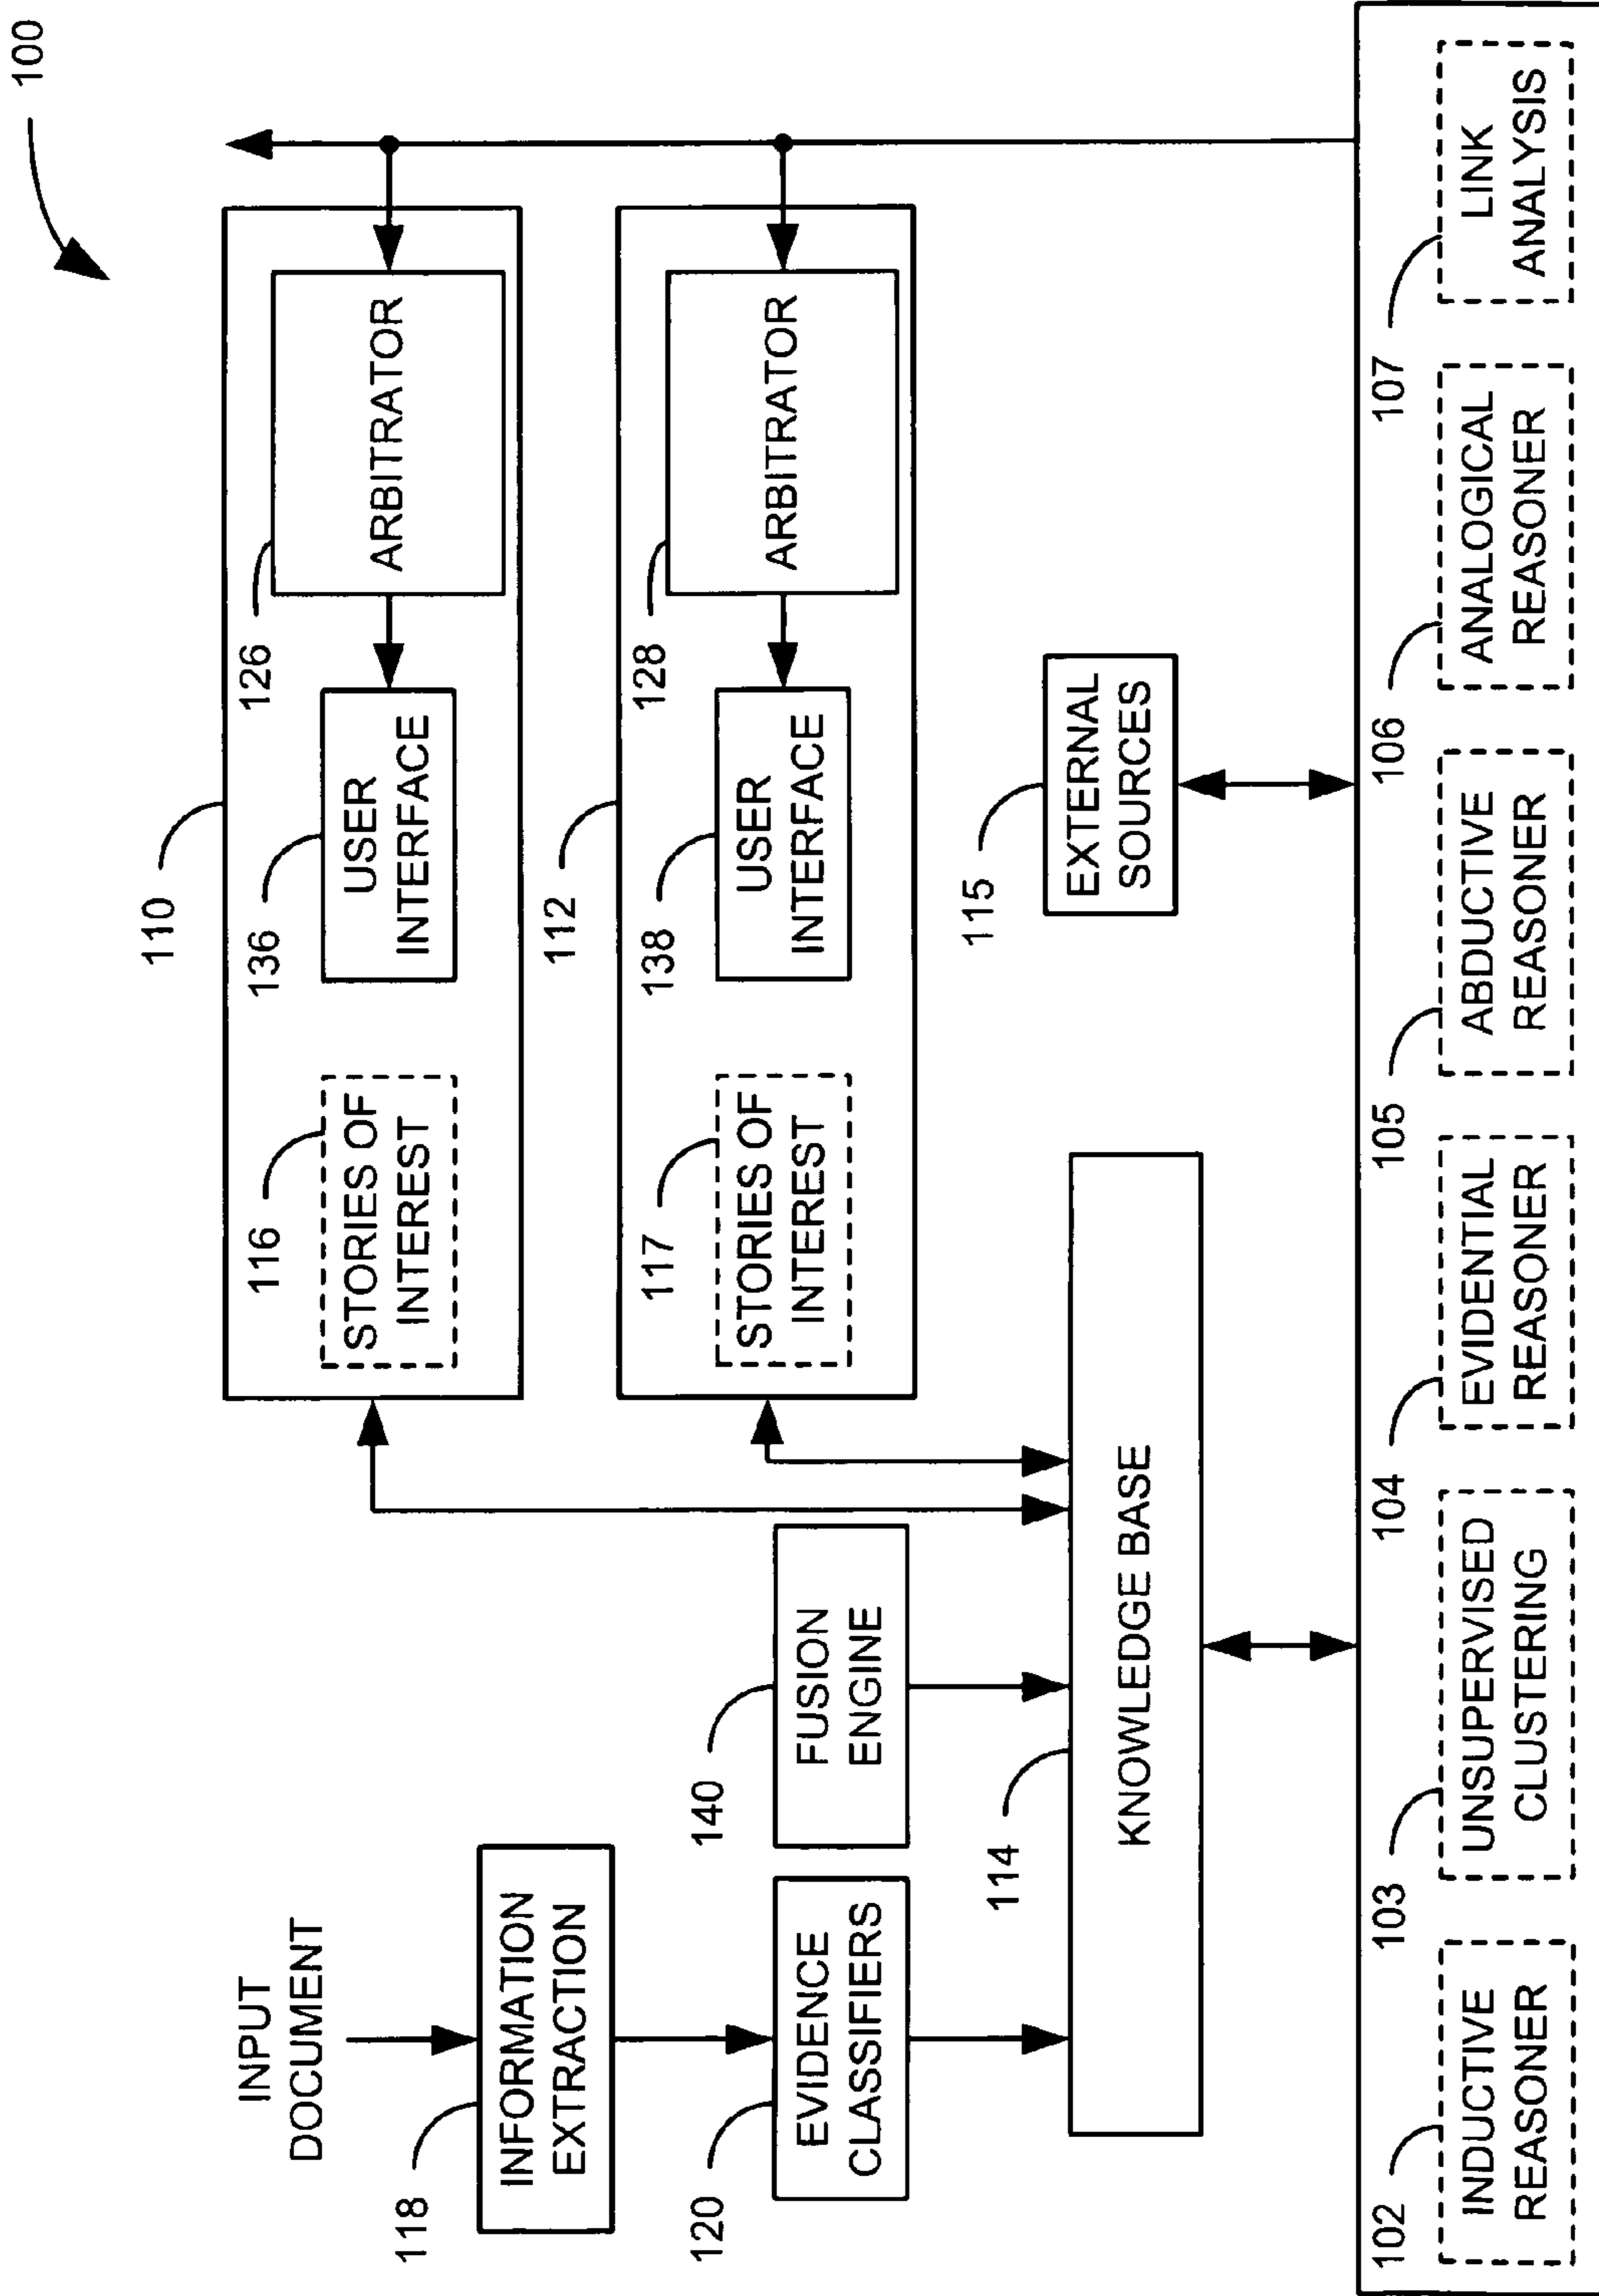 100
110
116
STORIES OF
INTEREST
136
USER
INTERFACE
126
ARBITRATOR
112
117
STORIES OF
INTEREST
138
USER
INTERFACE
128
ARBITRATOR
INPUT
DOCUMENT
118
INFORMATION
EXTRACTION
120
EVIDENCE
CLASSIFIERS
140
FUSION
ENGINE
114
KNOWLEDGE BASE
115
EXTERNAL
SOURCES
102
INDUCTIVE
REASONER
103
UNSUPERVISED
CLUSTERING
104
EVIDENTIAL
REASONER
105
ABDUCTIVE
REASONER
106
ANALOGICAL
REASONER
107
LINK
ANALYSIS